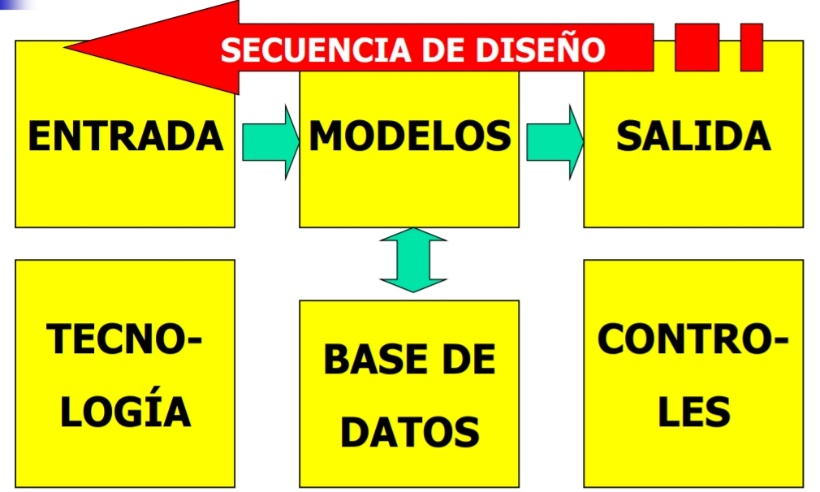 SECUENCIA DE DISEÑO
ENTRADA
MODELOS
SALIDA
TECNO-
LOGÍA
BASE DE
DATOS
CONTRO-
LES